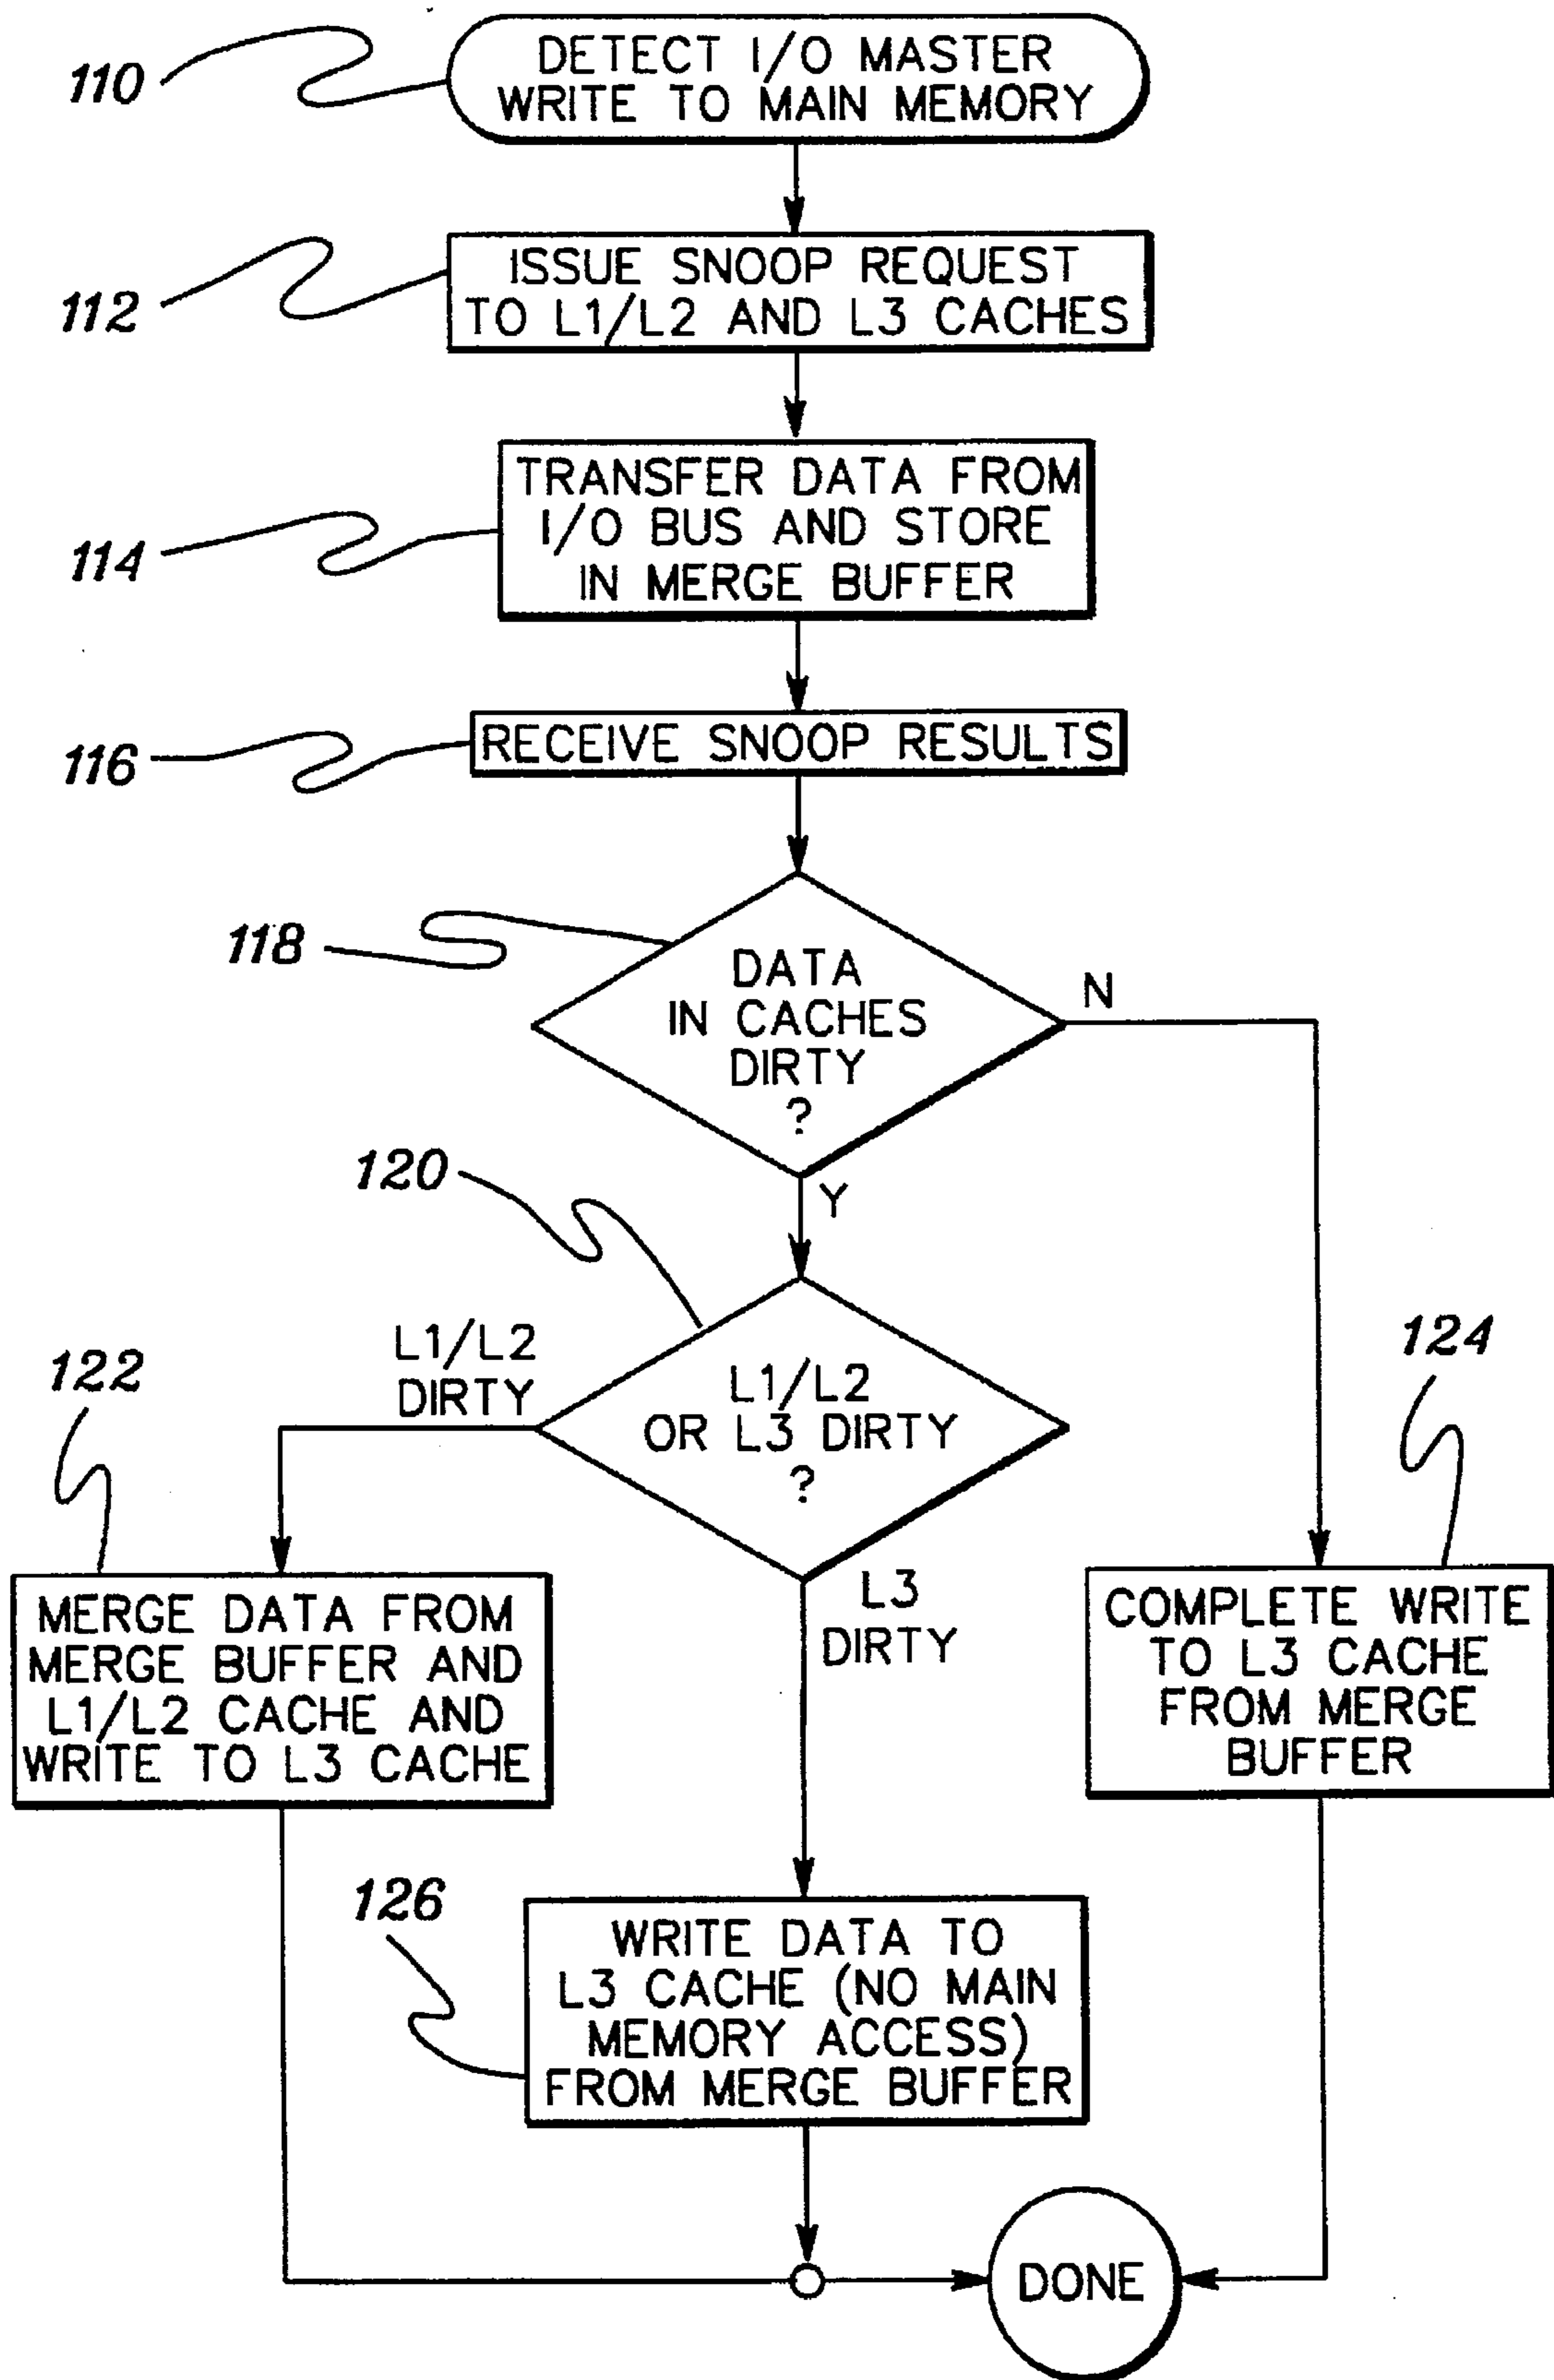 110
DETECT I/O MASTER
WRITE TO MAIN MEMORY
112
ISSUE SNOOP REQUEST
TO L1/L2 AND L3 CACHES
114
TRANSFER DATA FROM
I/O BUS AND STORE
IN MERGE BUFFER
116
RECEIVE SNOOP RESULTS
118
DATA
IN CACHES
DIRTY
?
N
Y
120
L1/L2
OR L3 DIRTY
?
L1/L2
DIRTY
L3
DIRTY
122
MERGE DATA FROM
MERGE BUFFER AND
L1/L2 CACHE AND
WRITE TO L3 CACHE
124
COMPLETE WRITE
TO L3 CACHE
FROM MERGE
BUFFER
126
WRITE DATA TO
L3 CACHE (NO MAIN
MEMORY ACCESS)
FROM MERGE BUFFER
DONE